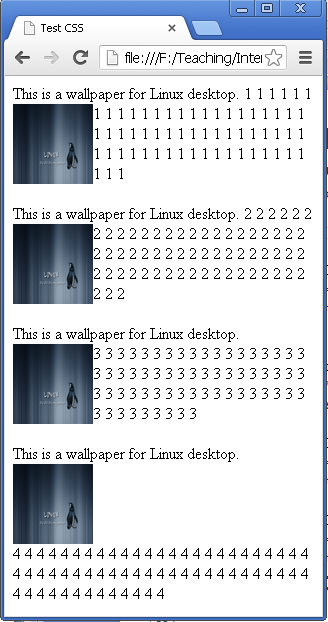 Test CSS
file:///F:/Teaching/Inter
This is a wallpaper for Linux desktop. 1 1 1 1 1 1
1 1 1 1 1 1 1 1 1 1 1 1 1 1 1 1 1 1
1 1 1 1 1 1 1 1 1 1 1 1 1 1 1 1 1 1
1 1 1 1 1 1 1 1 1 1 1 1 1 1 1 1 1 1
1 1 1
This is a wallpaper for Linux desktop. 2 2 2 2 2 2
2 2 2 2 2 2 2 2 2 2 2 2 2 2 2 2 2 2
2 2 2 2 2 2 2 2 2 2 2 2 2 2 2 2 2 2
2 2 2 2 2 2 2 2 2 2 2 2 2 2 2 2 2 2
2 2 2
This is a wallpaper for Linux desktop.
3 3 3 3 3 3 3 3 3 3 3 3 3 3 3 3 3 3
3 3 3 3 3 3 3 3 3 3 3 3 3 3 3 3 3 3
3 3 3 3 3 3 3 3 3 3 3 3 3 3 3 3 3 3
3 3 3 3 3 3 3 3 3
This is a wallpaper for Linux desktop.
4 4 4 4 4 4 4 4 4 4 4 4 4 4 4 4 4 4 4 4 4 4 4 4 4
4 4 4 4 4 4 4 4 4 4 4 4 4 4 4 4 4 4 4 4 4 4 4 4 4
4 4 4 4 4 4 4 4 4 4 4 4 4